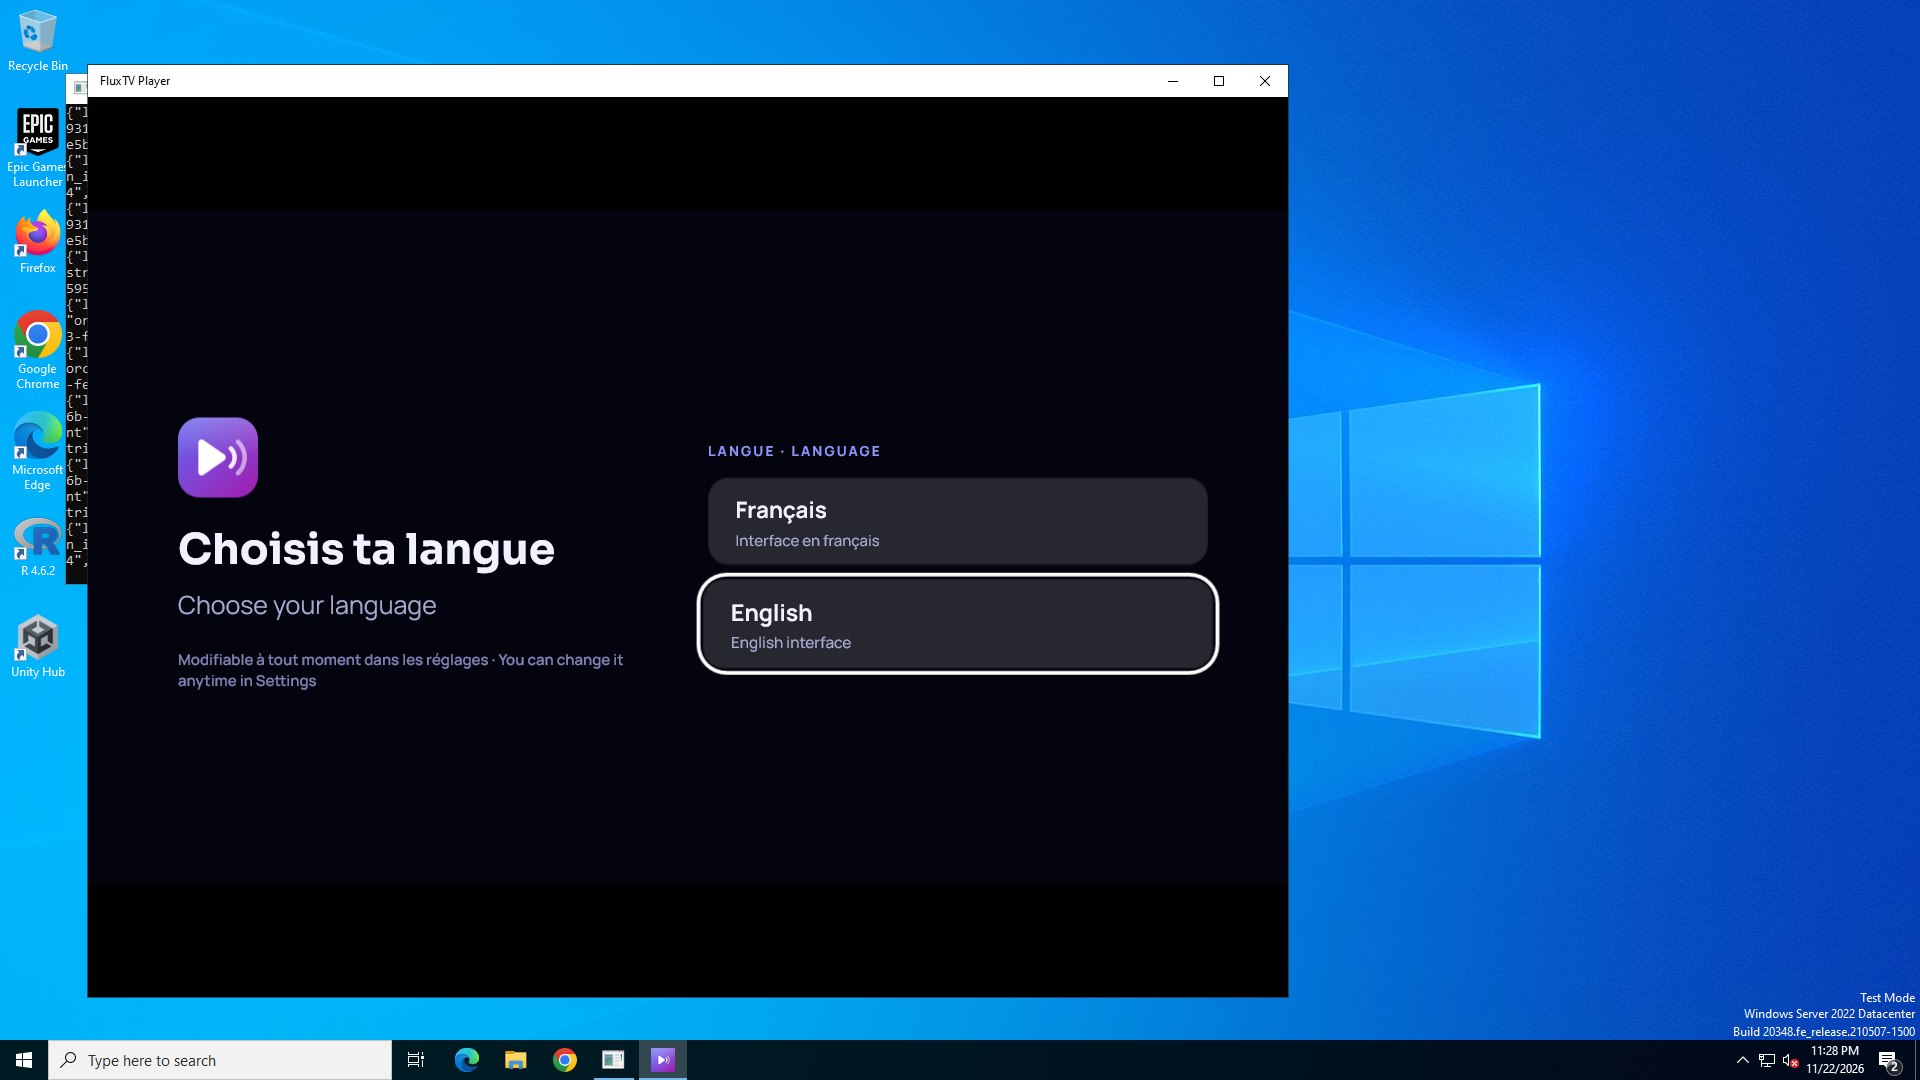 Recycle Bin
EPIC
GAMES
Epic Games
Launcher
Firefox
Google
Chrome
Microsoft
Edge
R 4.6.2
Unity Hub
FluxTV Player
Choisis ta langue
Choose your language
Modifiable à tout moment dans les réglages · You can change it
anytime in Settings
LANGUE · LANGUAGE
Français
Interface en français
English
English interface
Test Mode
Windows Server 2022 Datacenter
Build 20348.fe_release.210507-1500
Type here to search
11:28 PM
11/22/2026
2